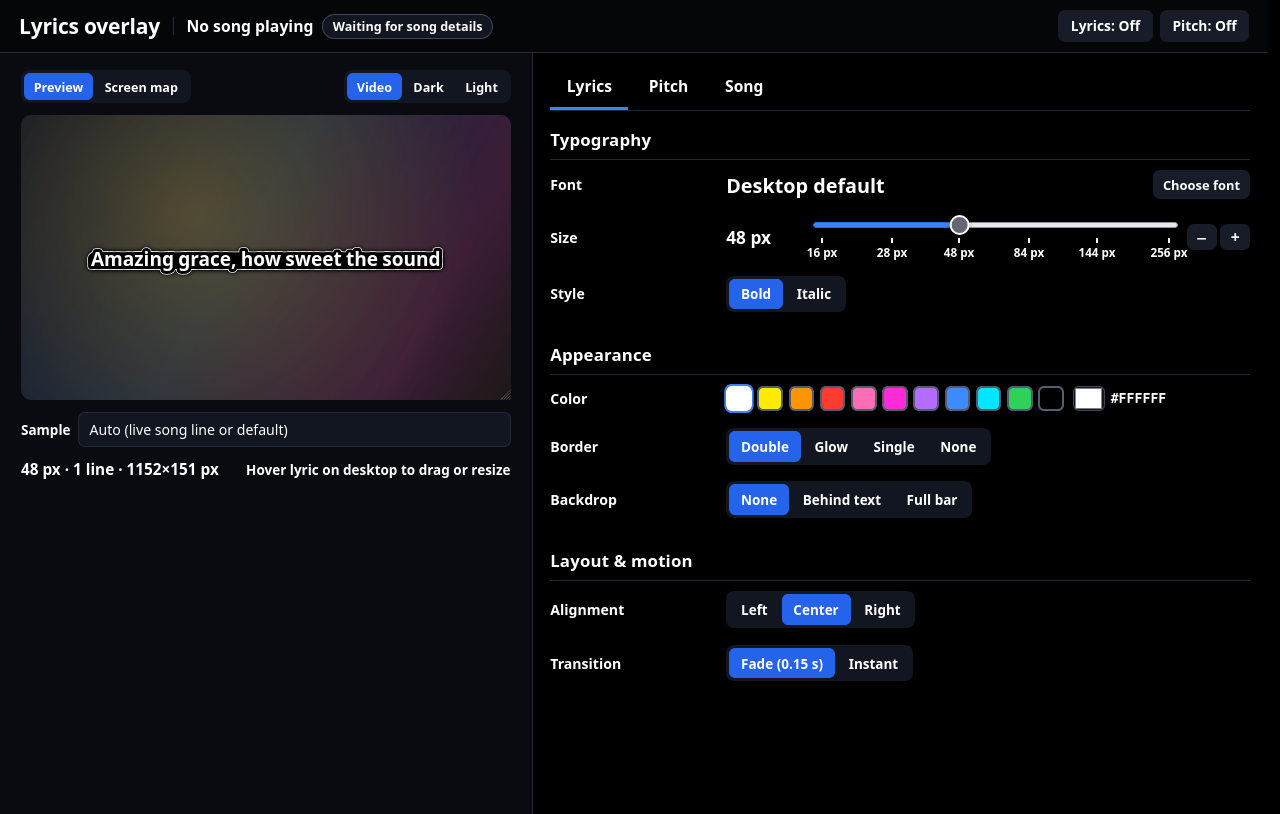 Lyrics overlay No song playing Waiting for song details Lyrics: Off Pitch: Off
Preview Screen map Video Dark Light
Amazing grace, how sweet the sound
Sample Auto (live song line or default)
48 px · 1 line · 1152×151 px Hover lyric on desktop to drag or resize
Lyrics Pitch Song
Typography
Font Desktop default Choose font
Size 48 px – +
16 px 28 px 48 px 84 px 144 px 256 px
Style Bold Italic
Appearance
Color #FFFFFF
Border Double Glow Single None
Backdrop None Behind text Full bar
Layout & motion
Alignment Left Center Right
Transition Fade (0.15 s) Instant